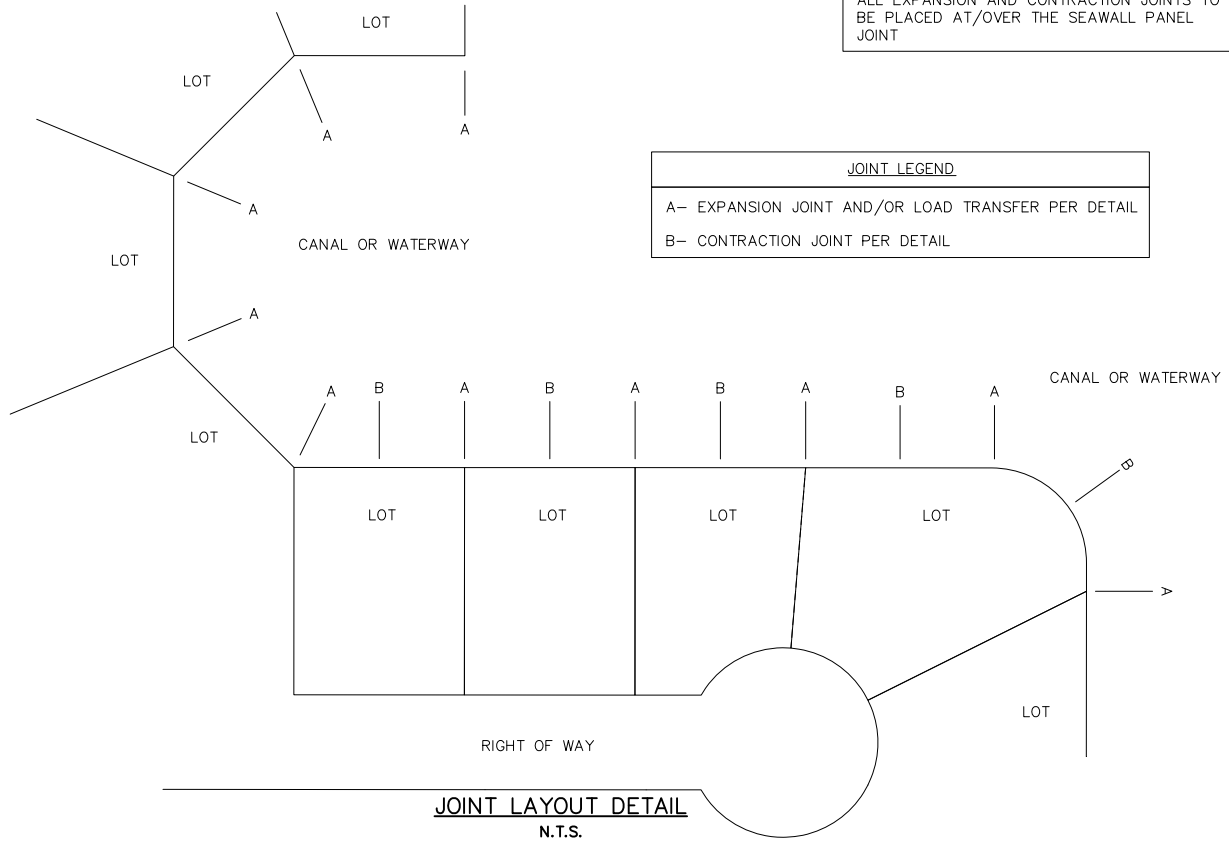 ALL EXPANSION AND CONTRACTION JOINTS TO
BE PLACED AT/OVER THE SEAWALL PANEL
JOINT
LOT
LOT
A
A
JOINT LEGEND
A– EXPANSION JOINT AND/OR LOAD TRANSFER PER DETAIL
B– CONTRACTION JOINT PER DETAIL
A
CANAL OR WATERWAY
LOT
A
CANAL OR WATERWAY
A
B
A
B
A
B
A
B
A
LOT
B
LOT
LOT
LOT
LOT
A
LOT
RIGHT OF WAY
JOINT LAYOUT DETAIL
N.T.S.